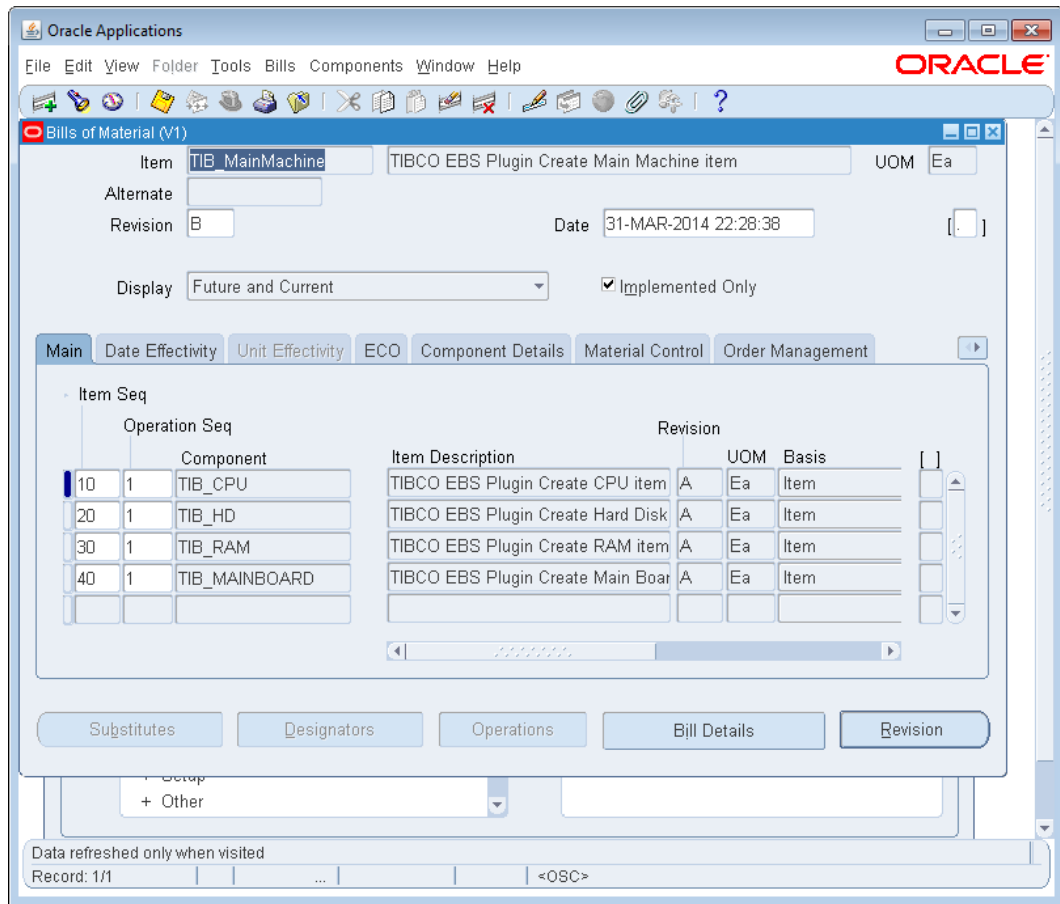 Oracle Applications
File Edit View Folder Tools Bills Components Window Help
ORACLE
Bills of Material (V1)
Item TIB_MainMachine TIBCO EBS Plugin Create Main Machine item UOM Ea
Alternate
Revision B Date 31-MAR-2014 22:28:38 [ . ]
Display Future and Current Implemented Only
Main Date Effectivity Unit Effectivity ECO Component Details Material Control Order Management
Item Seq
Operation Seq Revision
Component Item Description UOM Basis [ ]
10 1 TIB_CPU TIBCO EBS Plugin Create CPU item A Ea Item
20 1 TIB_HD TIBCO EBS Plugin Create Hard Disk A Ea Item
30 1 TIB_RAM TIBCO EBS Plugin Create RAM item A Ea Item
40 1 TIB_MAINBOARD TIBCO EBS Plugin Create Main Boar A Ea Item
Substitutes Designators Operations Bill Details Revision
+ Setup
+ Other
Data refreshed only when visited
Record: 1/1 ... <OSC>